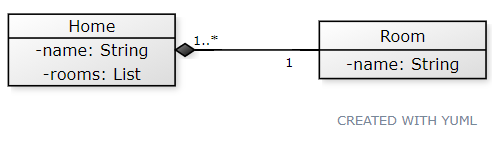 Home
-name: String
-rooms: List
1..*
1
Room
-name: String
CREATED WITH YUML